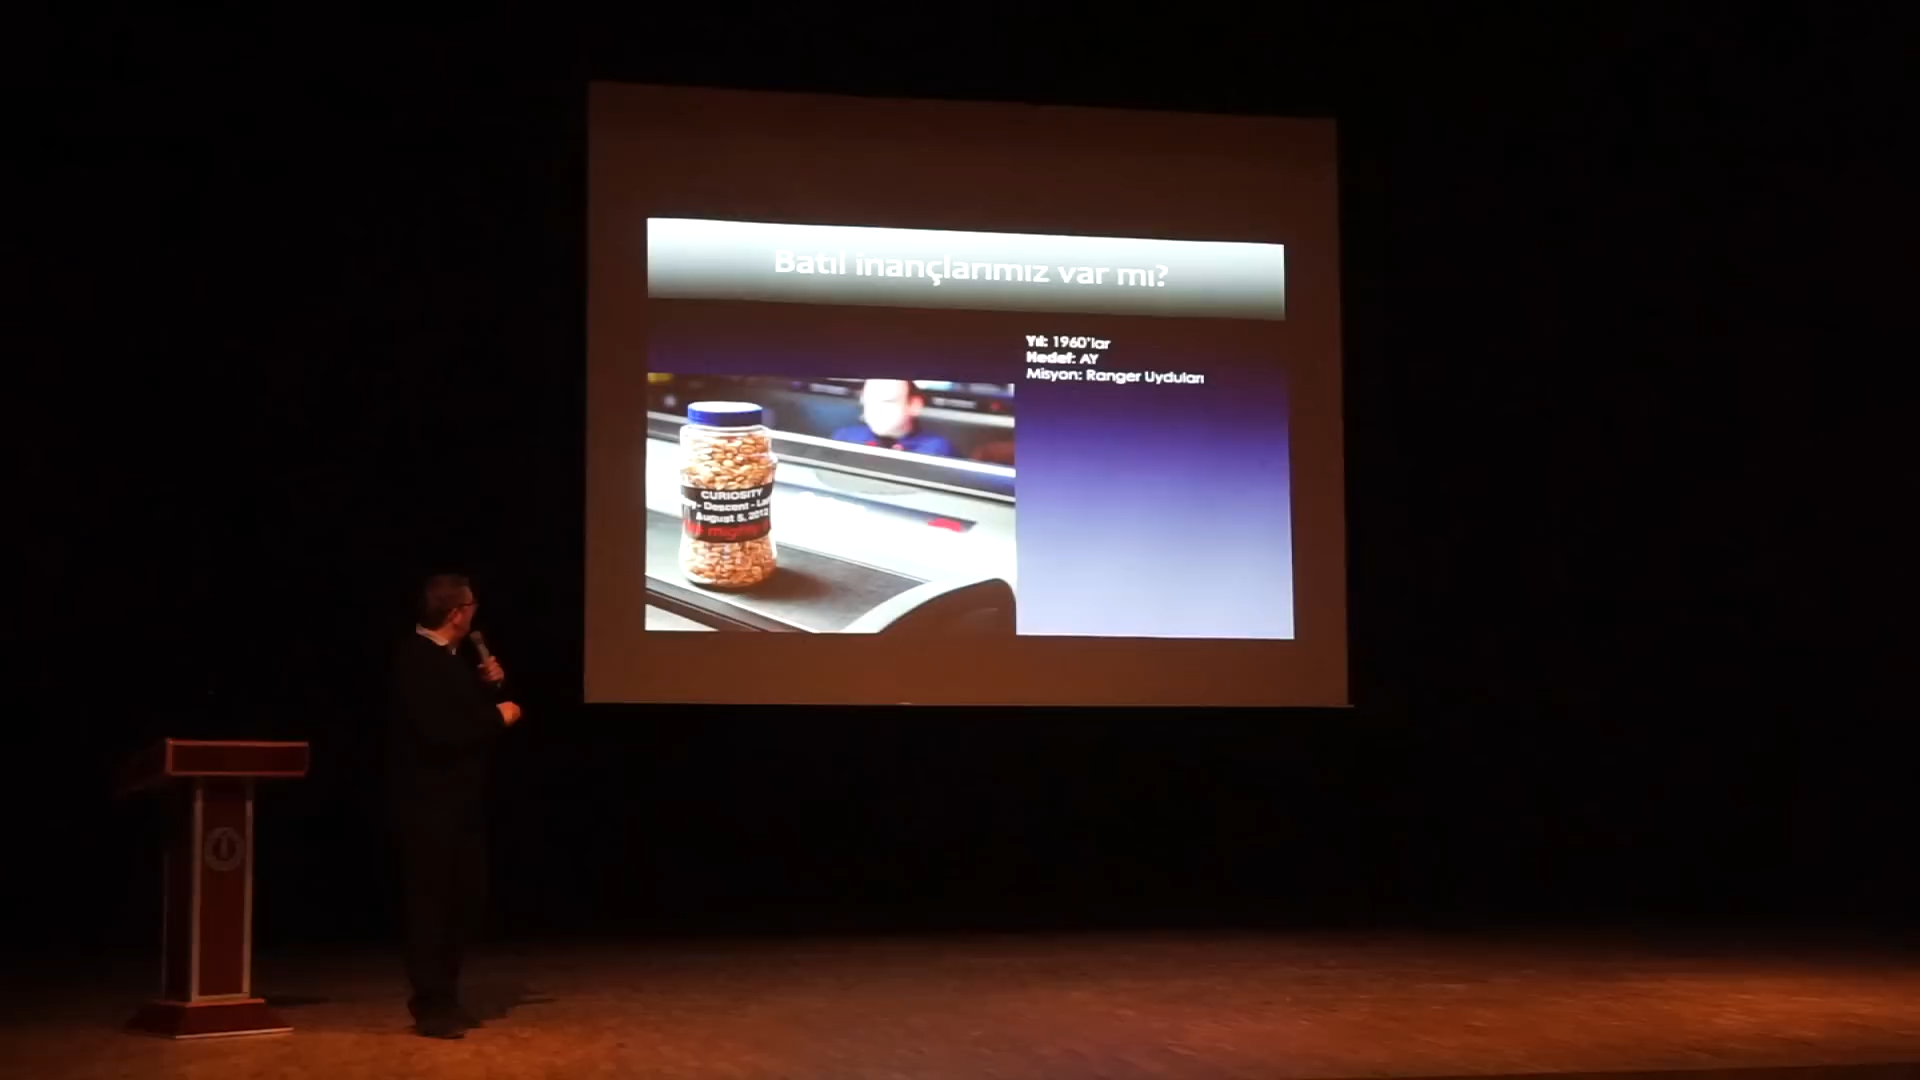 Batıl inançlarımız var mı?
Yıl: 1960'lar
Hedef: AY
Misyon: Ranger Uyduları
CURIOSITY
- Descent -
August 5, 2012